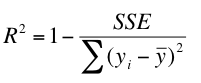 R² = 1 − SSE / ∑(yᵢ − ȳ)²